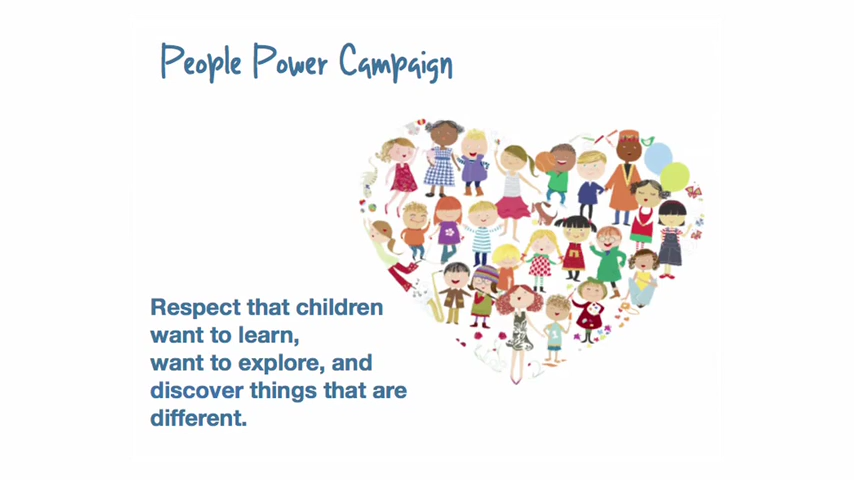 People Power Campaign
Respect that children
want to learn,
want to explore, and
discover things that are
different.